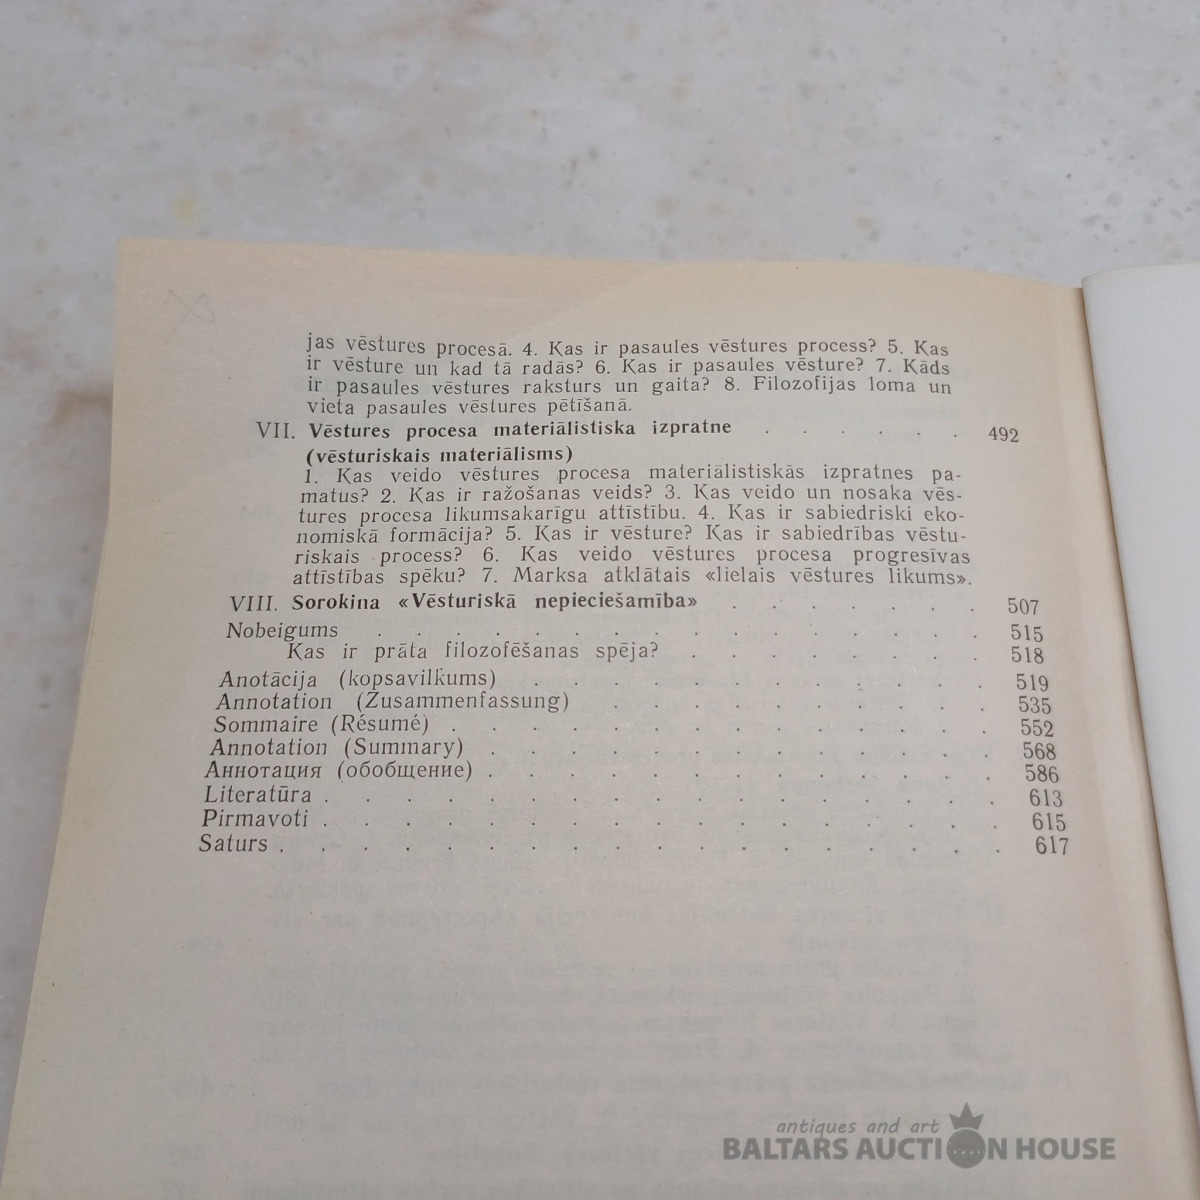 jas vēstures procesā. 4. Kas ir pasaules vēstures process? 5. Kas
ir vēsture un kad tā radās? 6. Kas ir pasaules vēsture? 7. Kāds
ir pasaules vēstures raksturs un gaita? 8. Filozofijas loma un
vieta pasaules vēstures pētīšanā.
VII. Vēstures procesa materiālistiska izpratne . . . . . . 492
(vēsturiskais materiālisms)
1. Kas veido vēstures procesa materiālistiskās izpratnes pa-
matus? 2. Kas ir ražošanas veids? 3. Kas veido un nosaka vēs-
tures procesa likumsakarīgu attīstību. 4. Kas ir sabiedriski eko-
nomiskā formācija? 5. Kas ir vēsture? Kas ir sabiedrības vēstu-
riskais process? 6. Kas veido vēstures procesa progresīvas
attīstības spēku? 7. Marksa atklātais «lielais vēstures likums».
VIII. Sorokina «Vēsturiskā nepieciešamība» . . . . . . . 507
Nobeigums . . . . . . . . . . . . . . . . 515
Kas ir prāta filozofēšanas spēja? . . . . . . . . 518
Anotācija (kopsavilkums) . . . . . . . . . . . 519
Annotation (Zusammenfassung) . . . . . . . . . . 535
Sommaire (Résumé) . . . . . . . . . . . . . . 552
Annotation (Summary) . . . . . . . . . . . . . 568
Аннотация (обобщение) . . . . . . . . . . . . . 586
Literatūra . . . . . . . . . . . . . . . . . 613
Pirmavoti . . . . . . . . . . . . . . . . . 615
Saturs . . . . . . . . . . . . . . . . . . 617
antiques and art
BALTARS AUCTION HOUSE